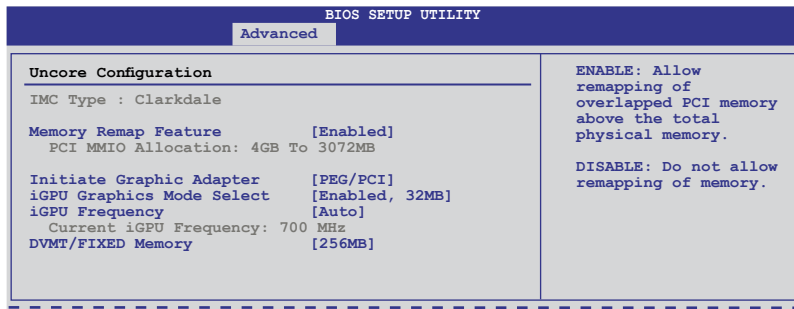 BIOS SETUP UTILITY
Advanced
Uncore Configuration
IMC Type : Clarkdale
Memory Remap Feature [Enabled]
PCI MMIO Allocation: 4GB To 3072MB
Initiate Graphic Adapter [PEG/PCI]
iGPU Graphics Mode Select [Enabled, 32MB]
iGPU Frequency [Auto]
Current iGPU Frequency: 700 MHz
DVMT/FIXED Memory [256MB]
ENABLE: Allow
remapping of
overlapped PCI memory
above the total
physical memory.
DISABLE: Do not allow
remapping of memory.